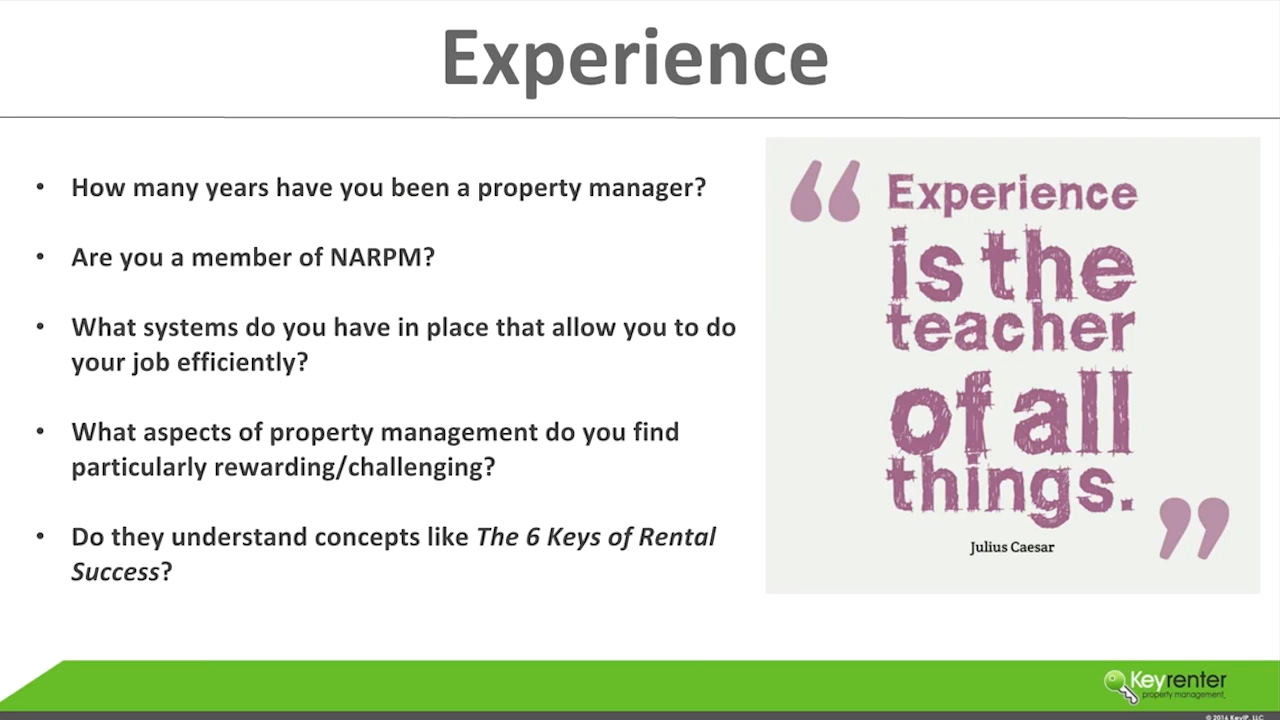 Experience
• How many years have you been a property manager?
• Are you a member of NARPM?
• What systems do you have in place that allow you to do
your job efficiently?
• What aspects of property management do you find
particularly rewarding/challenging?
• Do they understand concepts like The 6 Keys of Rental
Success?
“ Experience
is the
teacher
of all
things. ”
Julius Caesar
Keyrenter
property management
© 2016 KeyIP, LLC